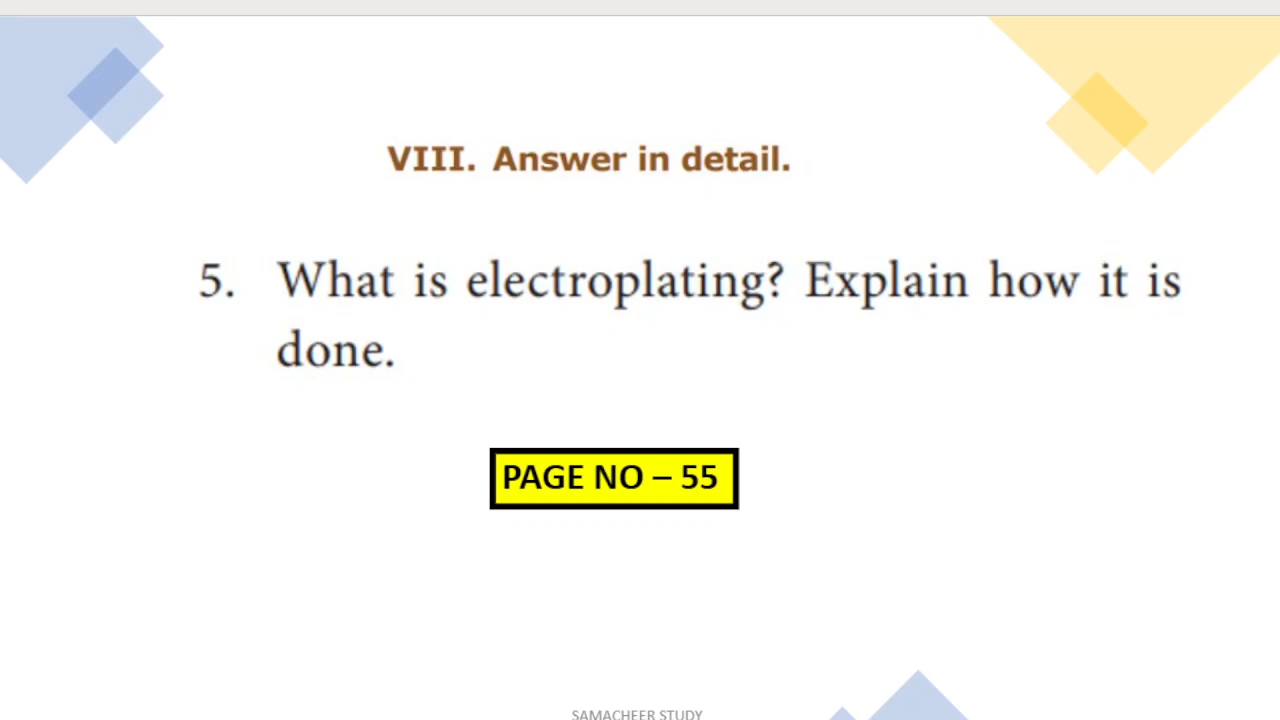 VIII. Answer in detail.
5. What is electroplating? Explain how it is
done.
PAGE NO – 55
SAMACHEER STUDY